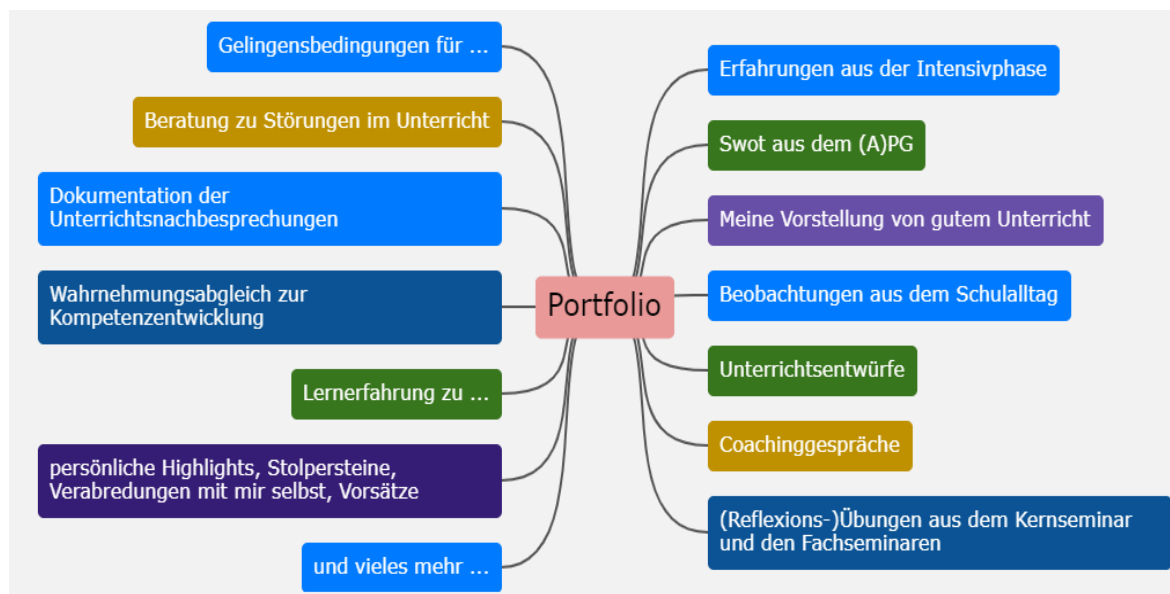 Gelingensbedingungen für ...
Beratung zu Störungen im Unterricht
Dokumentation der
Unterrichtsnachbesprechungen
Wahrnehmungsabgleich zur
Kompetenzentwicklung
Lernerfahrung zu ...
persönliche Highlights, Stolpersteine,
Verabredungen mit mir selbst, Vorsätze
und vieles mehr ...
Portfolio
Erfahrungen aus der Intensivphase
Swot aus dem (A)PG
Meine Vorstellung von gutem Unterricht
Beobachtungen aus dem Schulalltag
Unterrichtsentwürfe
Coachinggespräche
(Reflexions-)Übungen aus dem Kernseminar
und den Fachseminaren